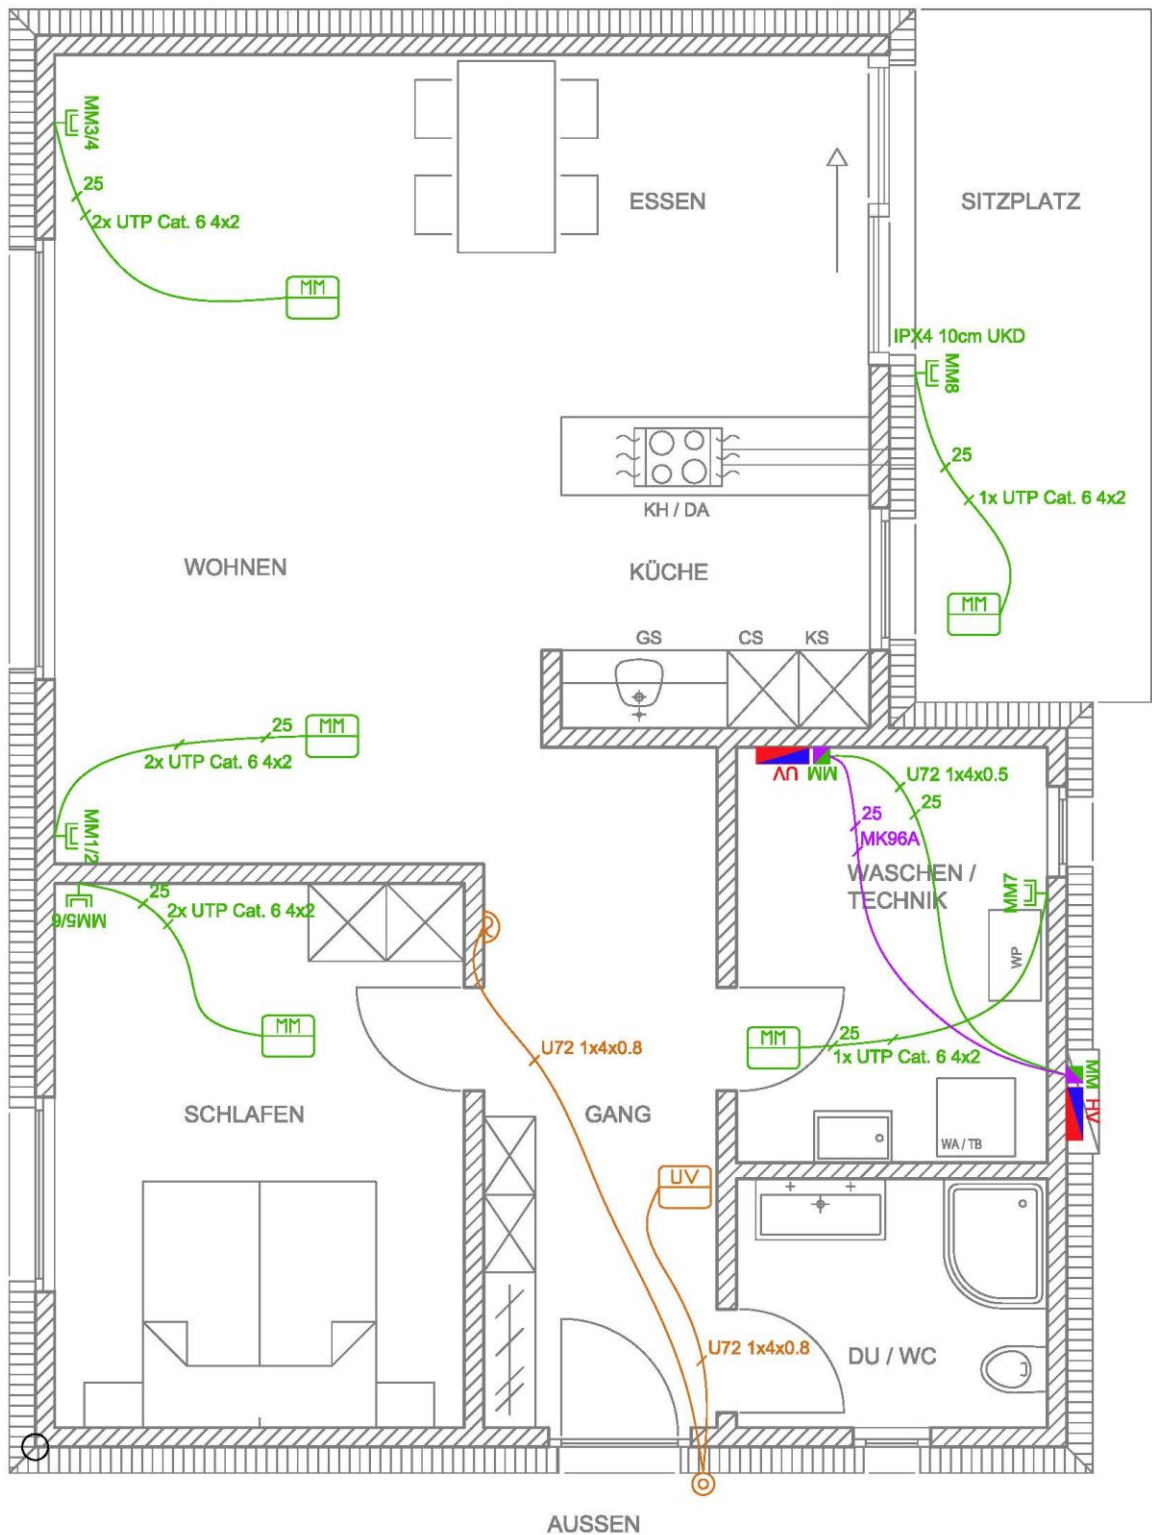 MM3/4
25
2x UTP Cat. 6 4x2
MM
ESSEN
SITZPLATZ
IPX4 10cm UKD
MM8
25
1x UTP Cat. 6 4x2
MM
KH / DA
WOHNEN
KÜCHE
GS
CS
KS
MM
25
2x UTP Cat. 6 4x2
MM1/2
UV
MM
U72 1x4x0.5
25
25
MK96A
WASCHEN /
TECHNIK
MM7
WP
25
2x UTP Cat. 6 4x2
MM5/6
MM
U72 1x4x0.8
MM
25
1x UTP Cat. 6 4x2
MM HV
SCHLAFEN
GANG
WA / TB
UV
U72 1x4x0.8
DU / WC
AUSSEN